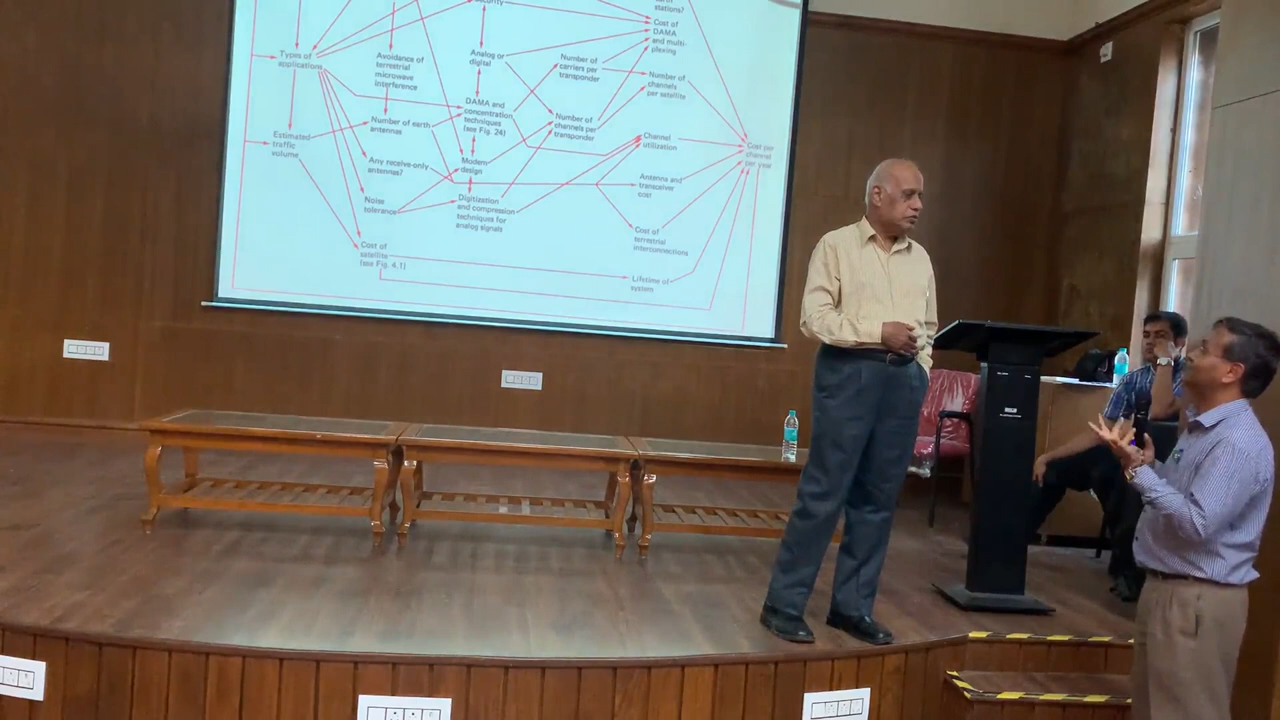 stations?
security
Cost of
DAMA
and multi-
plexing
Types of
applications
Avoidance of
terrestrial
microwave
interference
Analog or
digital
Number of
carriers per
transponder
Number of
channels
per satellite
DAMA and
concentration
techniques
(see Fig. 24)
Number of earth
antennas
Number of
channels per
transponder
Estimated
traffic
volume
Channel
utilization
Cost per
channel
per year
Any receive-only
antennas?
Modem
design
Antenna and
transceiver
cost
Noise
tolerance
Digitization
and compression
techniques for
analog signals
Cost of
terrestrial
interconnections
Cost of
satellite
(see Fig. 4.1)
Lifetime of
system